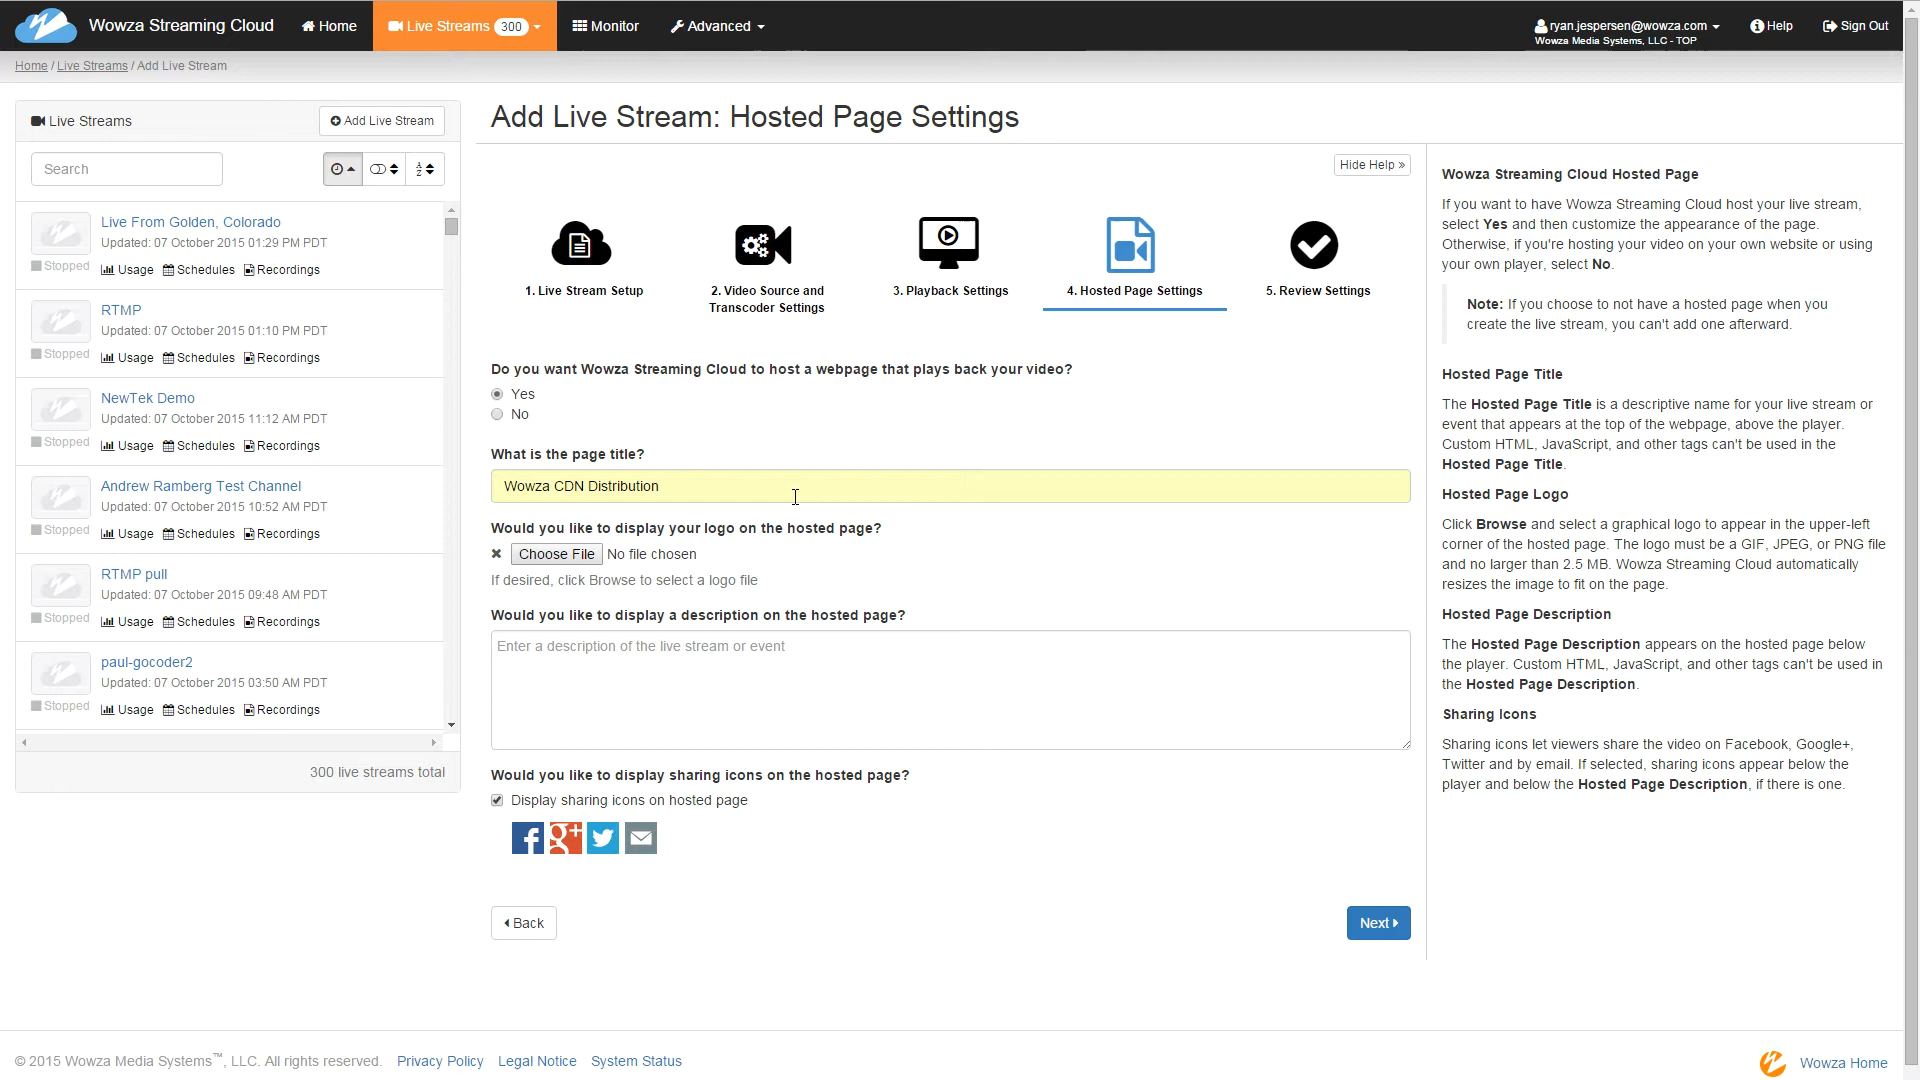 Wowza Streaming Cloud
Home
Live Streams 300
Monitor
Advanced
ryan.jespersen@wowza.com
Wowza Media Systems, LLC - TOP
Help
Sign Out
Home / Live Streams / Add Live Stream
Live Streams
Add Live Stream
Search
A
Z
Live From Golden, Colorado
Updated: 07 October 2015 01:29 PM PDT
Stopped Usage Schedules Recordings
RTMP
Updated: 07 October 2015 01:10 PM PDT
Stopped Usage Schedules Recordings
NewTek Demo
Updated: 07 October 2015 11:12 AM PDT
Stopped Usage Schedules Recordings
Andrew Ramberg Test Channel
Updated: 07 October 2015 10:52 AM PDT
Stopped Usage Schedules Recordings
RTMP pull
Updated: 07 October 2015 09:48 AM PDT
Stopped Usage Schedules Recordings
paul-gocoder2
Updated: 07 October 2015 03:50 AM PDT
Stopped Usage Schedules Recordings
300 live streams total
Add Live Stream: Hosted Page Settings
Hide Help »
1. Live Stream Setup
2. Video Source and
Transcoder Settings
3. Playback Settings
4. Hosted Page Settings
5. Review Settings
Do you want Wowza Streaming Cloud to host a webpage that plays back your video?
Yes
No
What is the page title?
Wowza CDN Distribution
Would you like to display your logo on the hosted page?
Choose File No file chosen
If desired, click Browse to select a logo file
Would you like to display a description on the hosted page?
Enter a description of the live stream or event
Would you like to display sharing icons on the hosted page?
Display sharing icons on hosted page
f g+
Back
Next
Wowza Streaming Cloud Hosted Page
If you want to have Wowza Streaming Cloud host your live stream,
select Yes and then customize the appearance of the page.
Otherwise, if you're hosting your video on your own website or using
your own player, select No.
Note: If you choose to not have a hosted page when you
create the live stream, you can't add one afterward.
Hosted Page Title
The Hosted Page Title is a descriptive name for your live stream or
event that appears at the top of the webpage, above the player.
Custom HTML, JavaScript, and other tags can't be used in the
Hosted Page Title.
Hosted Page Logo
Click Browse and select a graphical logo to appear in the upper-left
corner of the hosted page. The logo must be a GIF, JPEG, or PNG file
and no larger than 2.5 MB. Wowza Streaming Cloud automatically
resizes the image to fit on the page.
Hosted Page Description
The Hosted Page Description appears on the hosted page below
the player. Custom HTML, JavaScript, and other tags can't be used in
the Hosted Page Description.
Sharing Icons
Sharing icons let viewers share the video on Facebook, Google+,
Twitter and by email. If selected, sharing icons appear below the
player and below the Hosted Page Description, if there is one.
© 2015 Wowza Media Systems™, LLC. All rights reserved. Privacy Policy Legal Notice System Status
Wowza Home